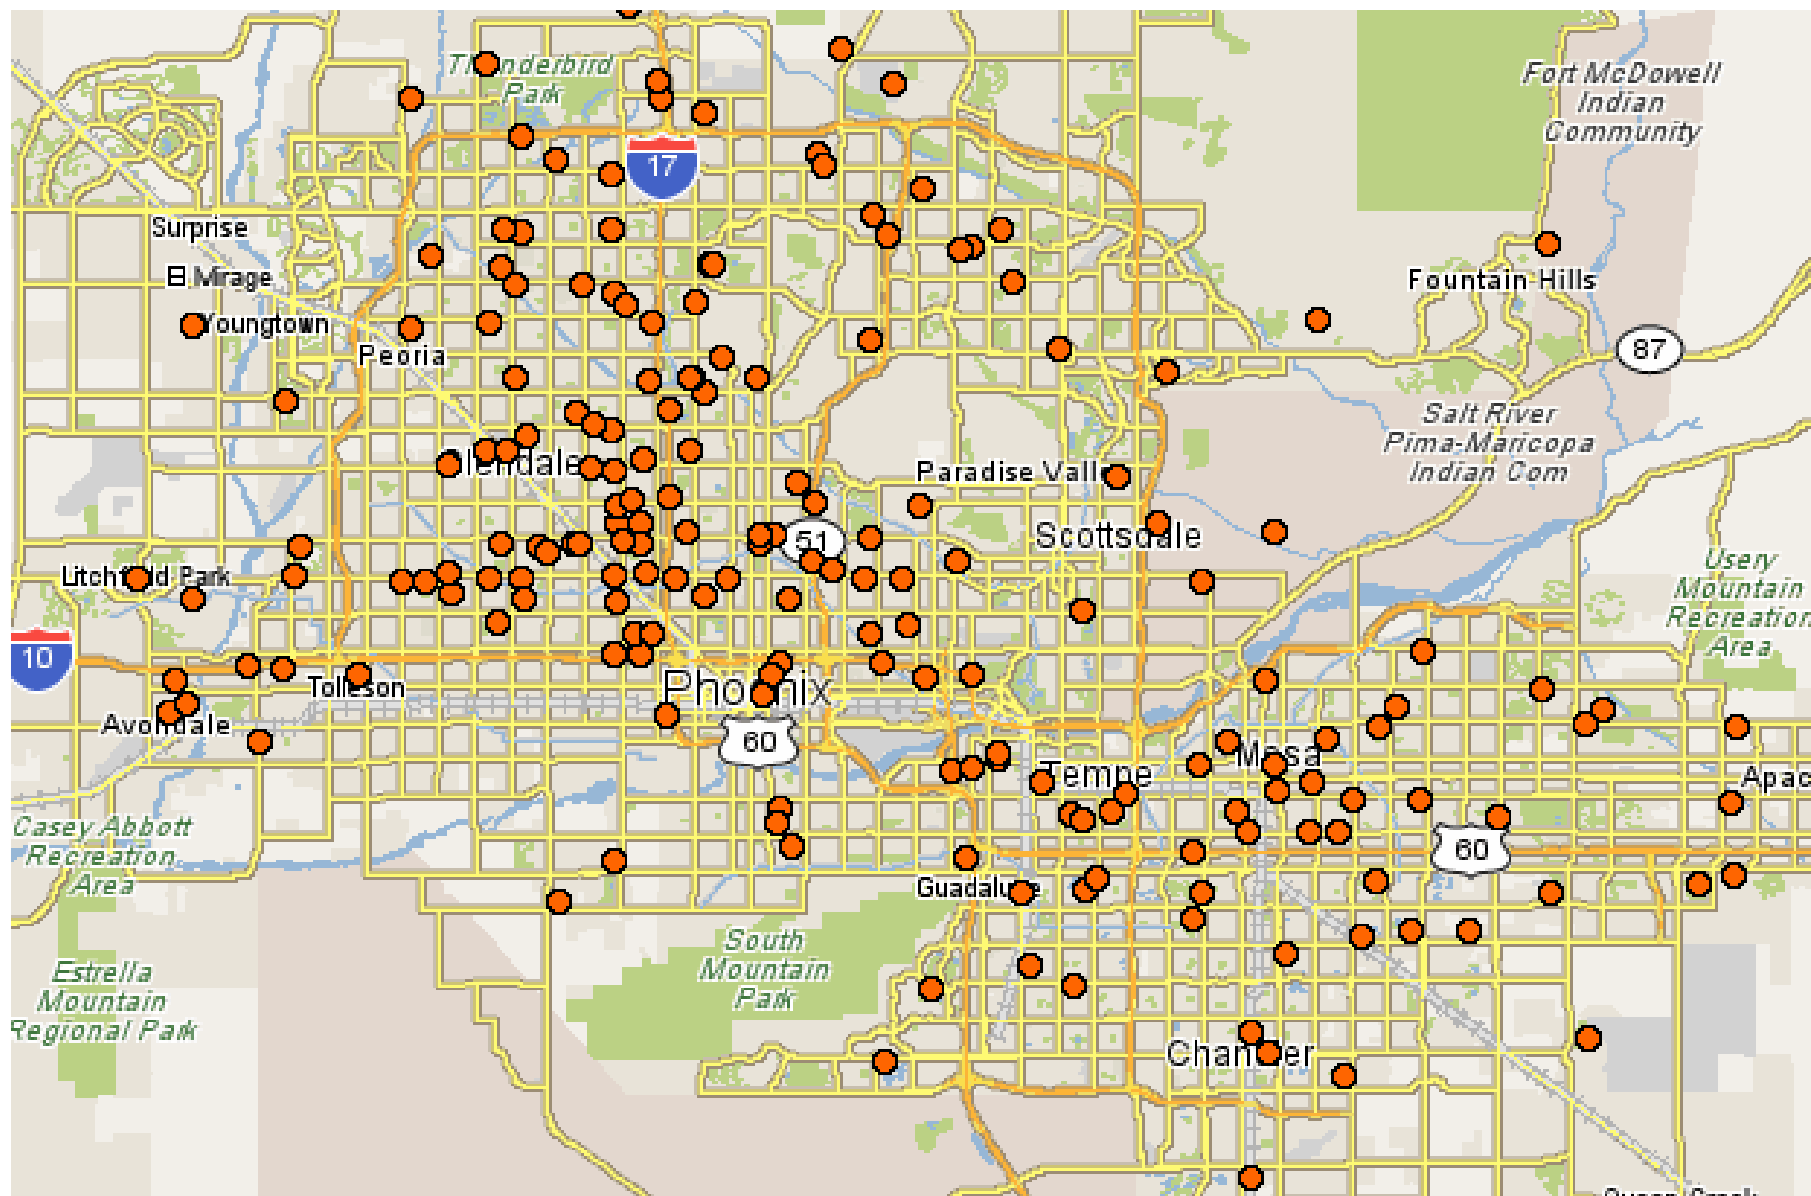 Thunderbird
Park
Fort McDowell
Indian
Community
17
Surprise
El Mirage
Youngtown
Peoria
Fountain Hills
87
Salt River
Pima-Maricopa
Indian Com
Glendale
Paradise Valley
Scottsdale
51
Litchfield Park
Usery
Mountain
Recreation
Area
10
Tolleson
Phoenix
Avondale
60
Mesa
Tempe
Apac
Casey Abbott
Recreation
Area
60
Guadalupe
South
Mountain
Park
Estrella
Mountain
Regional Park
Chandler
Queen Creek